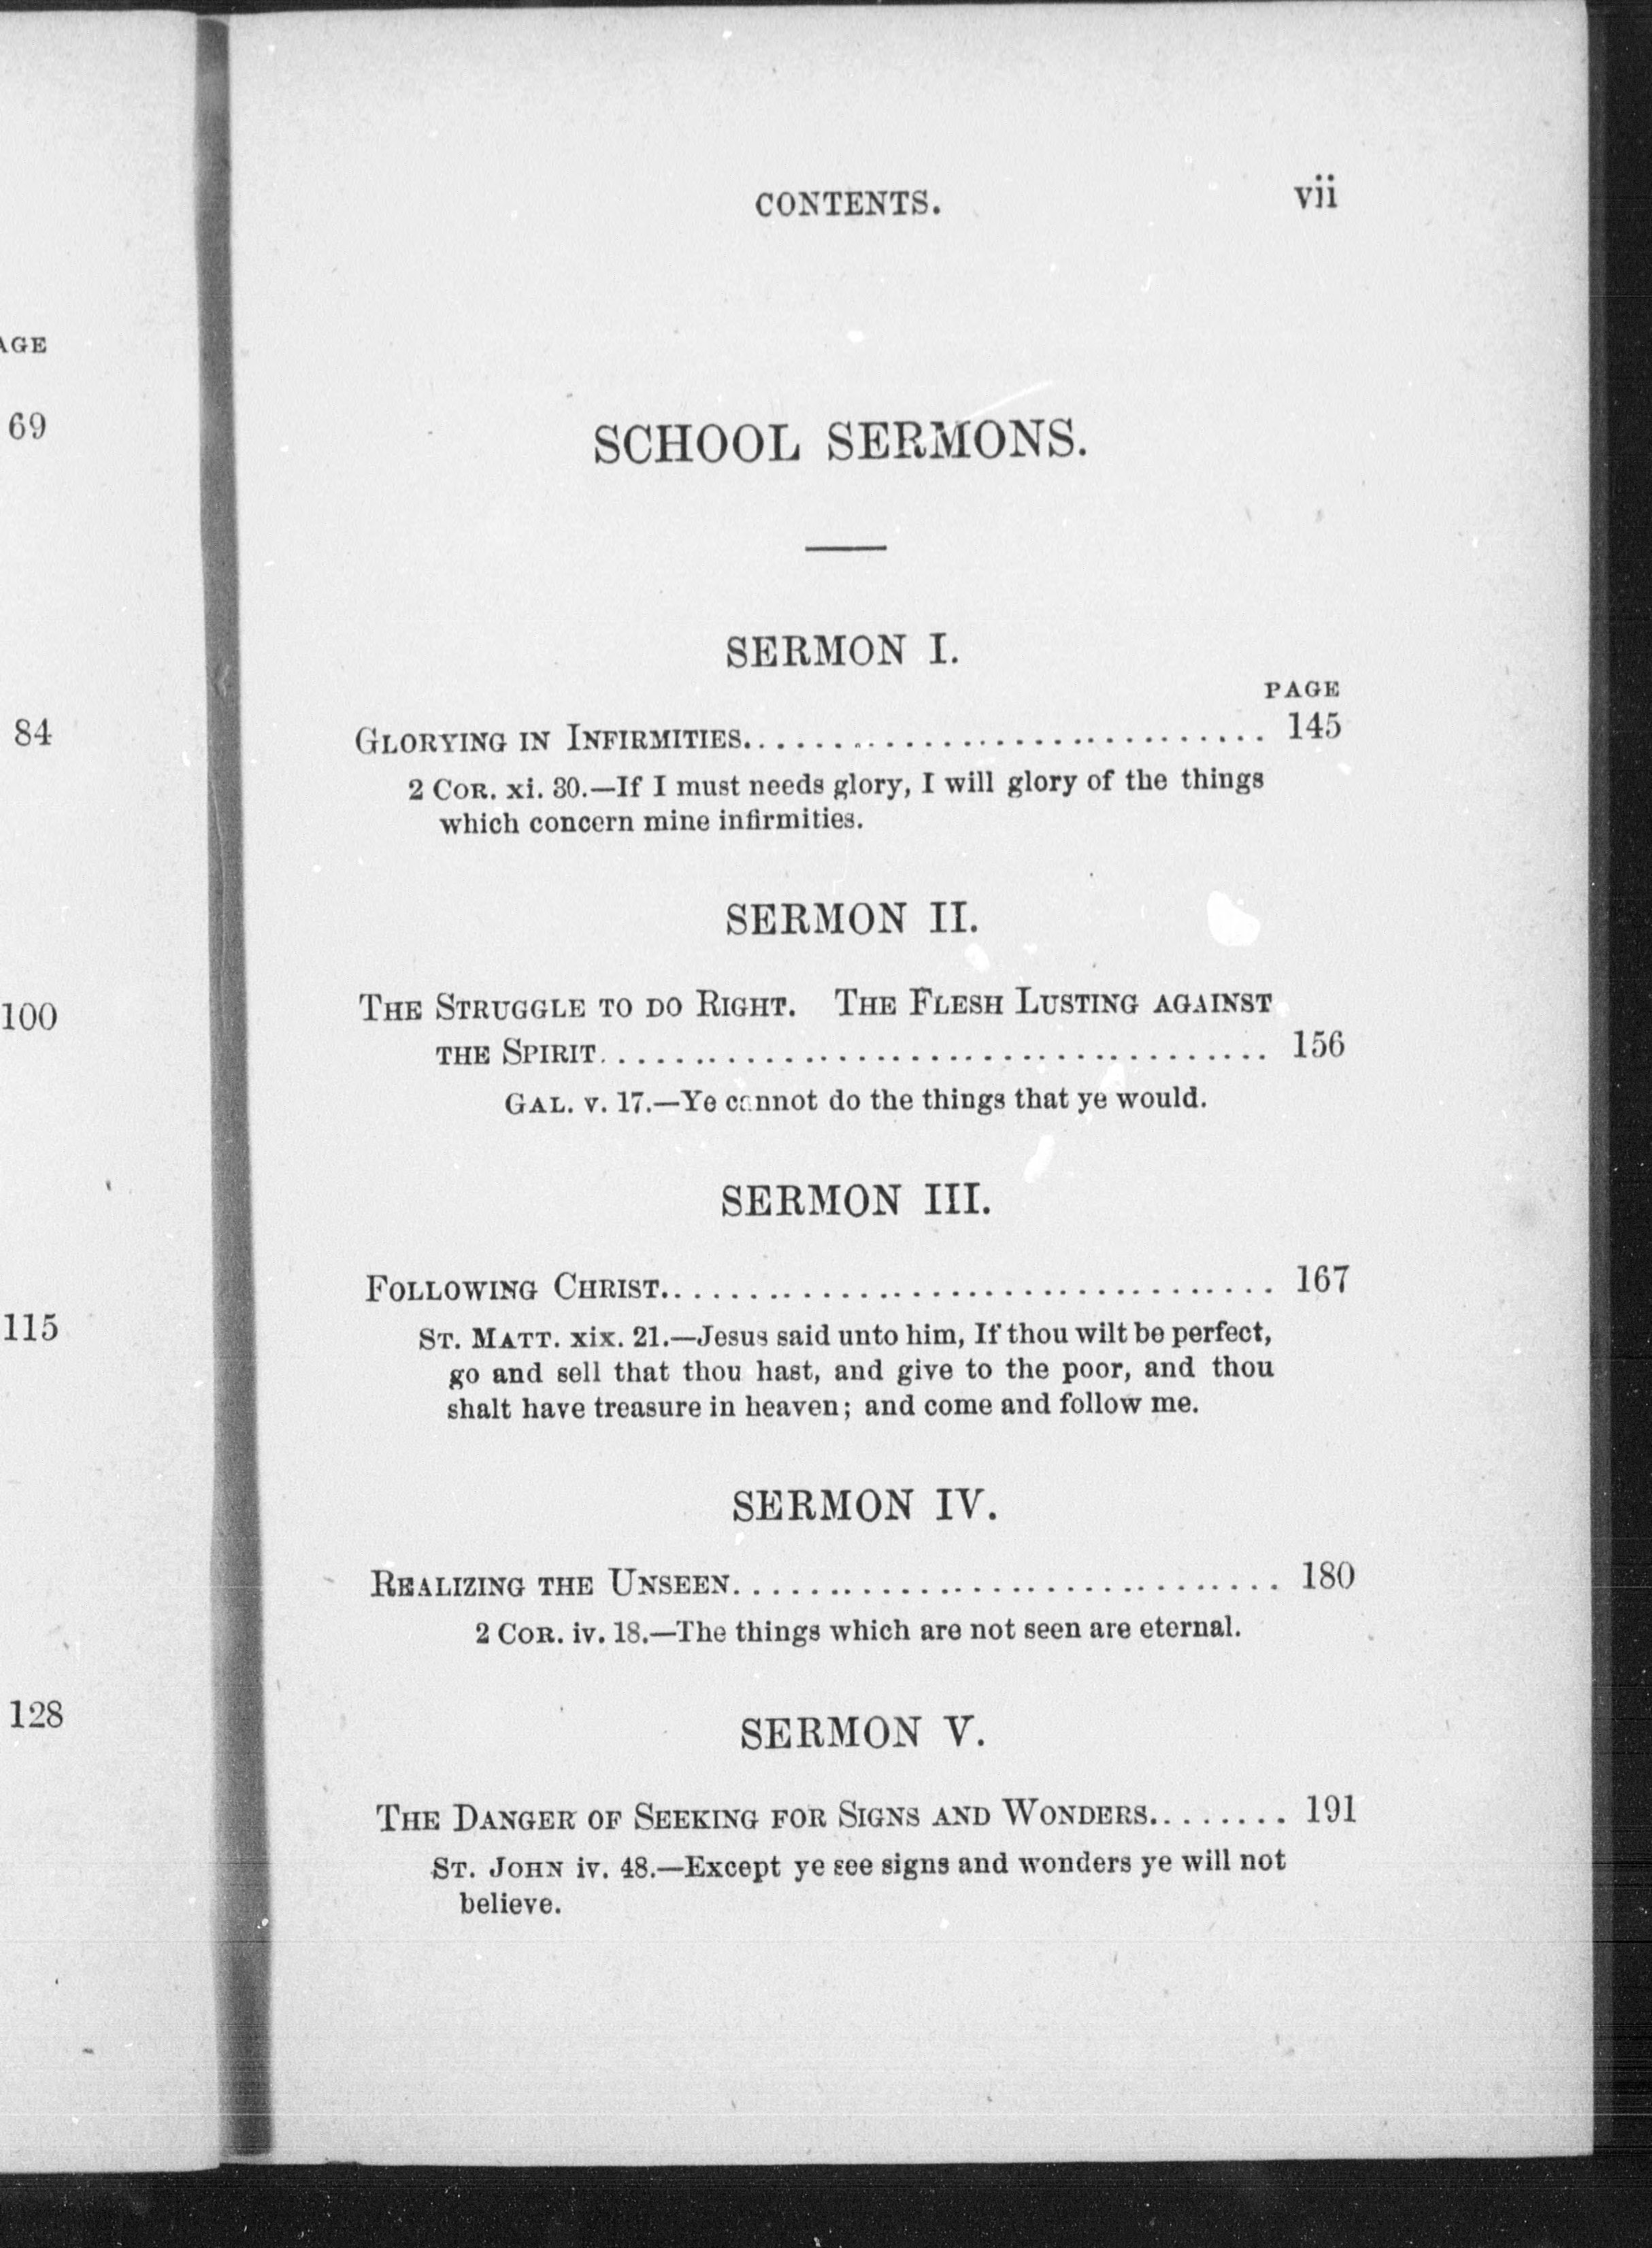 AGE
69
84
100
115
128
CONTENTS. vii
SCHOOL SERMONS.
SERMON I.
PAGE
GLORYING IN INFIRMITIES................................ 145
2 COR. xi. 30.—If I must needs glory, I will glory of the things
which concern mine infirmities.
SERMON II.
THE STRUGGLE TO DO RIGHT. THE FLESH LUSTING AGAINST
THE SPIRIT........................................ 156
GAL. v. 17.—Ye cannot do the things that ye would.
SERMON III.
FOLLOWING CHRIST..................................... 167
ST. MATT. xix. 21.—Jesus said unto him, If thou wilt be perfect,
go and sell that thou hast, and give to the poor, and thou
shalt have treasure in heaven; and come and follow me.
SERMON IV.
REALIZING THE UNSEEN................................. 180
2 COR. iv. 18.—The things which are not seen are eternal.
SERMON V.
THE DANGER OF SEEKING FOR SIGNS AND WONDERS........ 191
ST. JOHN iv. 48.—Except ye see signs and wonders ye will not
believe.